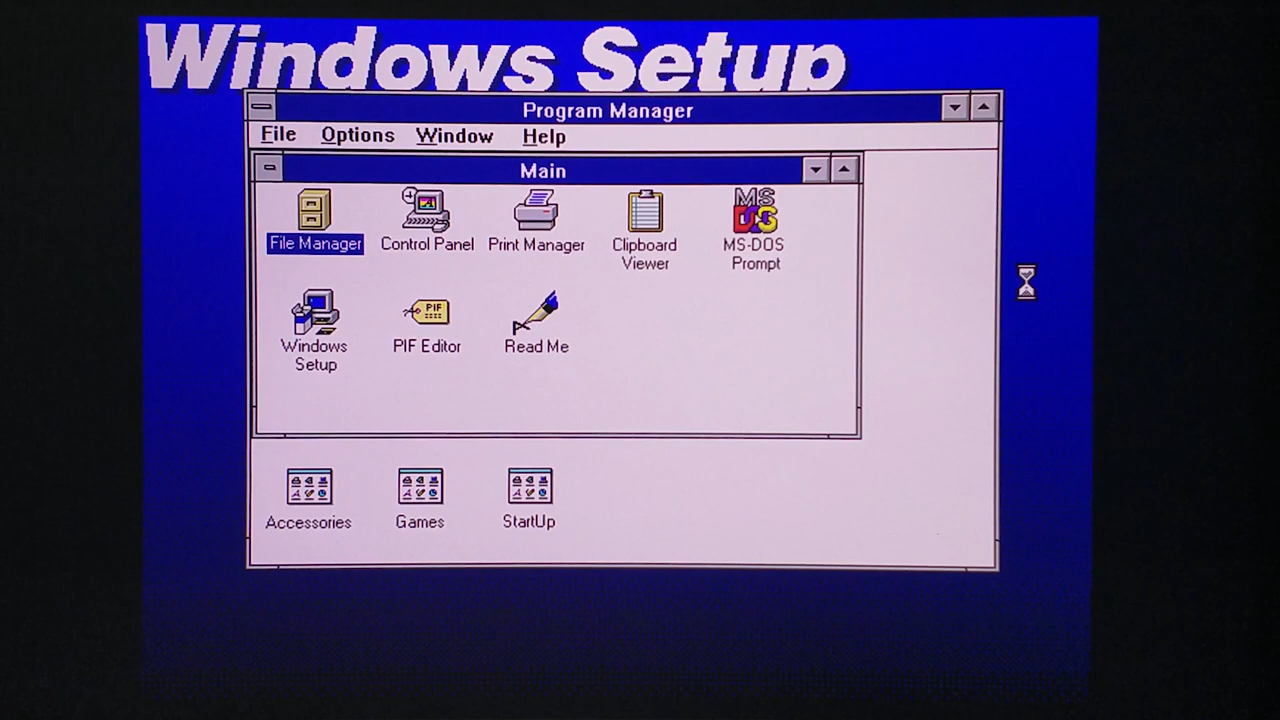 Windows Setup
Program Manager
File Options Window Help
Main
File Manager Control Panel Print Manager Clipboard Viewer MS-DOS Prompt
Windows Setup PIF Editor Read Me
Accessories Games StartUp